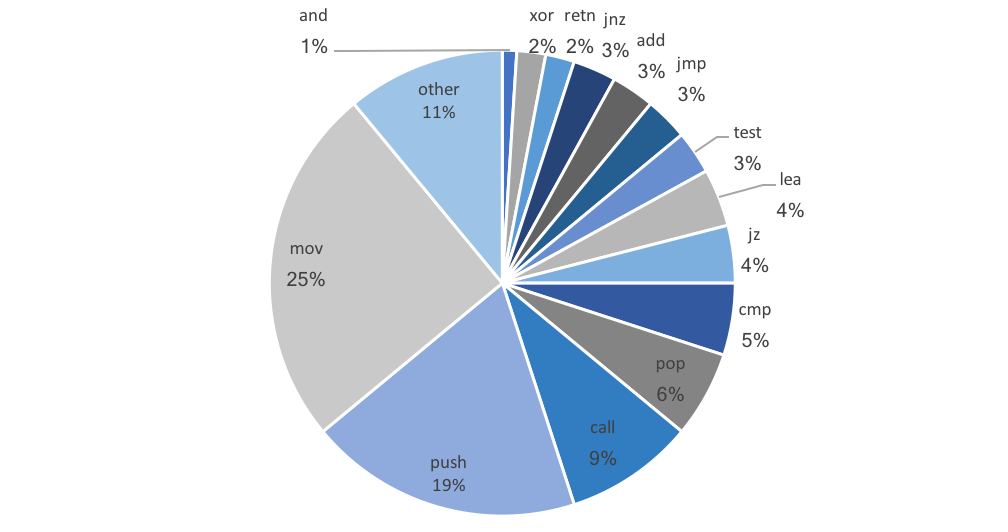 and
1%
xor
2%
retn
2%
jnz
3%
add
3%
jmp
3%
test
3%
lea
4%
jz
4%
cmp
5%
pop
6%
call
9%
push
19%
mov
25%
other
11%